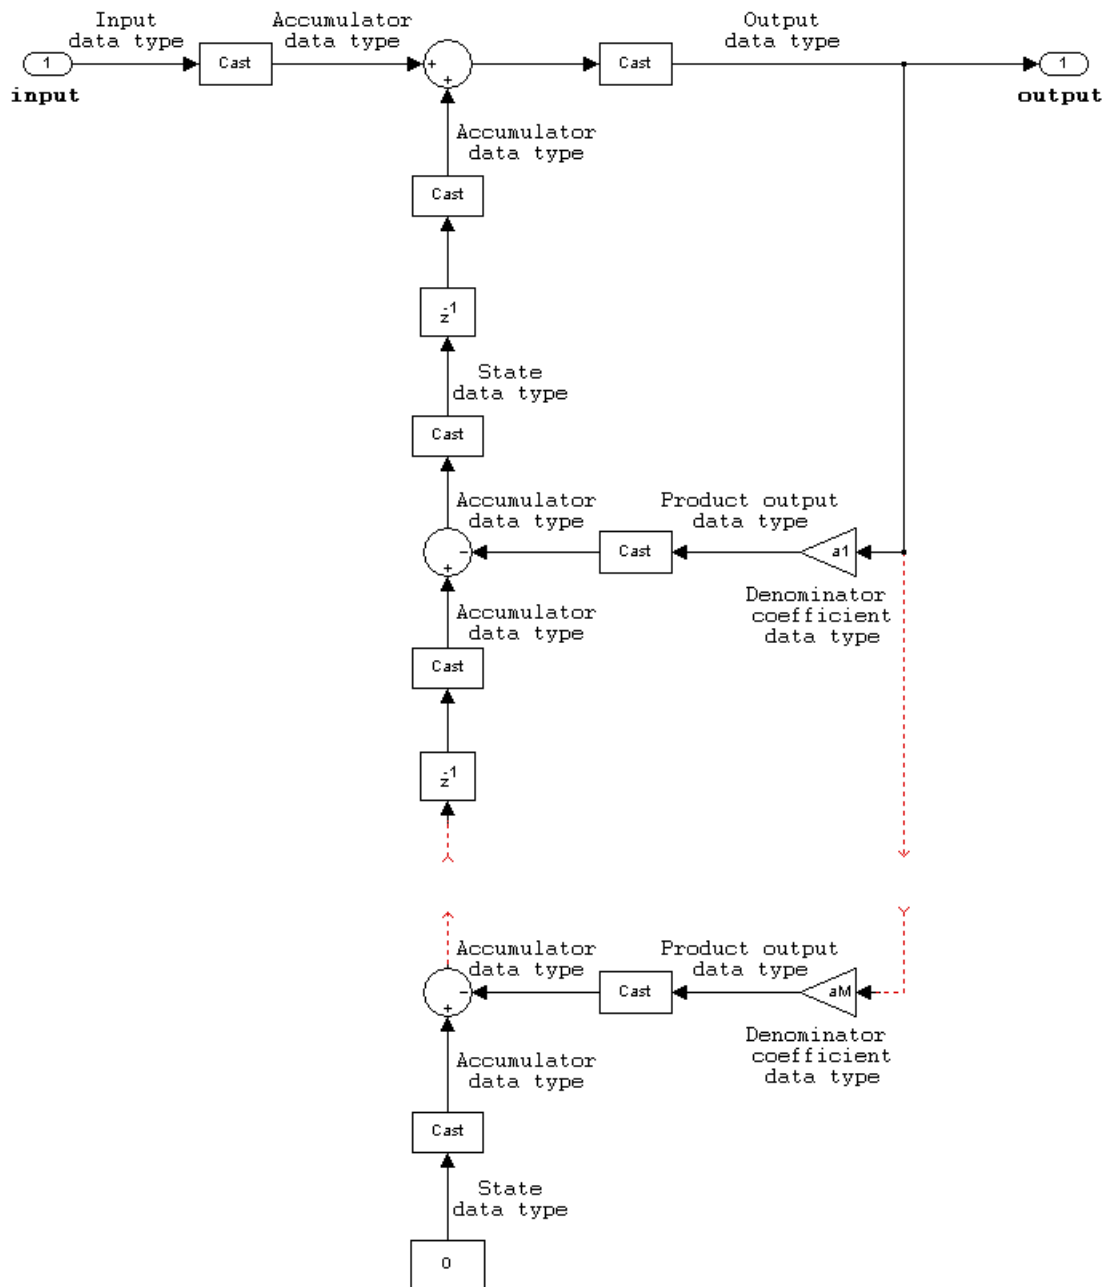 Input
data type
Accumulator
data type
Output
data type
1
Cast
+
+
Cast
1
input
output
Accumulator
data type
Cast
z-1
State
data type
Cast
Accumulator
data type
Product output
data type
-
+
Cast
a1
Accumulator
data type
Denominator
coefficient
data type
Cast
z-1
Accumulator
data type
Product output
data type
-
+
Cast
aM
Accumulator
data type
Denominator
coefficient
data type
Cast
State
data type
0